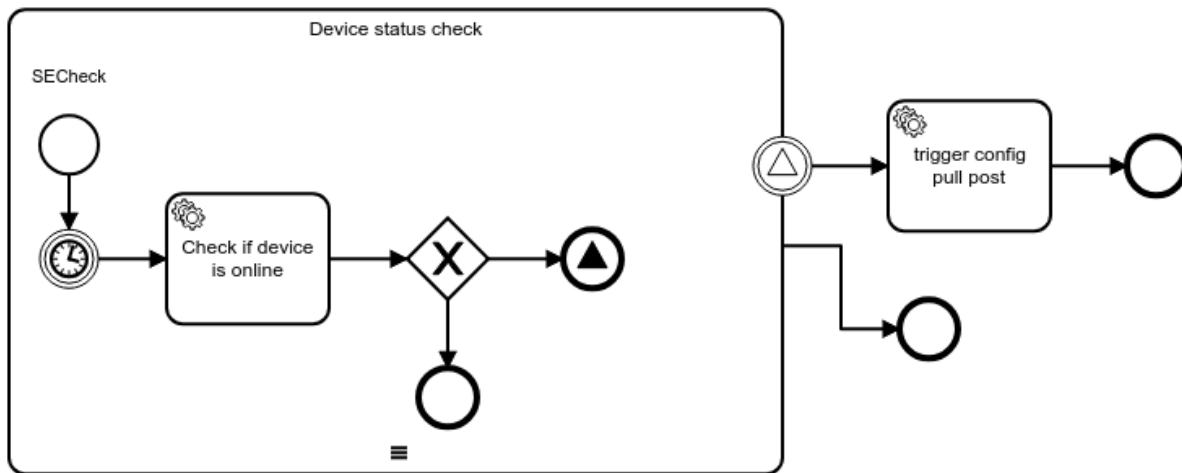 Device status check
SECheck
trigger config
pull post
Check if device
is online